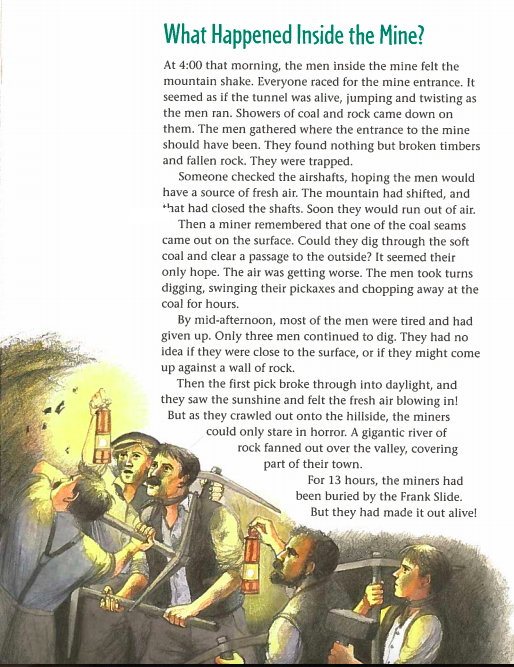 What Happened Inside the Mine?
At 4:00 that morning, the men inside the mine felt the
mountain shake. Everyone raced for the mine entrance. It
seemed as if the tunnel was alive, jumping and twisting as
the men ran. Showers of coal and rock came down on
them. The men gathered where the entrance to the mine
should have been. They found nothing but broken timbers
and fallen rock. They were trapped.
Someone checked the airshafts, hoping the men would
have a source of fresh air. The mountain had shifted, and
that had closed the shafts. Soon they would run out of air.
Then a miner remembered that one of the coal seams
came out on the surface. Could they dig through the soft
coal and clear a passage to the outside? It seemed their
only hope. The air was getting worse. The men took turns
digging, swinging their pickaxes and chopping away at the
coal for hours.
By mid-afternoon, most of the men were tired and had
given up. Only three men continued to dig. They had no
idea if they were close to the surface, or if they might come
up against a wall of rock.
Then the first pick broke through into daylight, and
they saw the sunshine and felt the fresh air blowing in!
But as they crawled out onto the hillside, the miners
could only stare in horror. A gigantic river of
rock fanned out over the valley, covering
part of their town.
For 13 hours, the miners had
been buried by the Frank Slide.
But they had made it out alive!